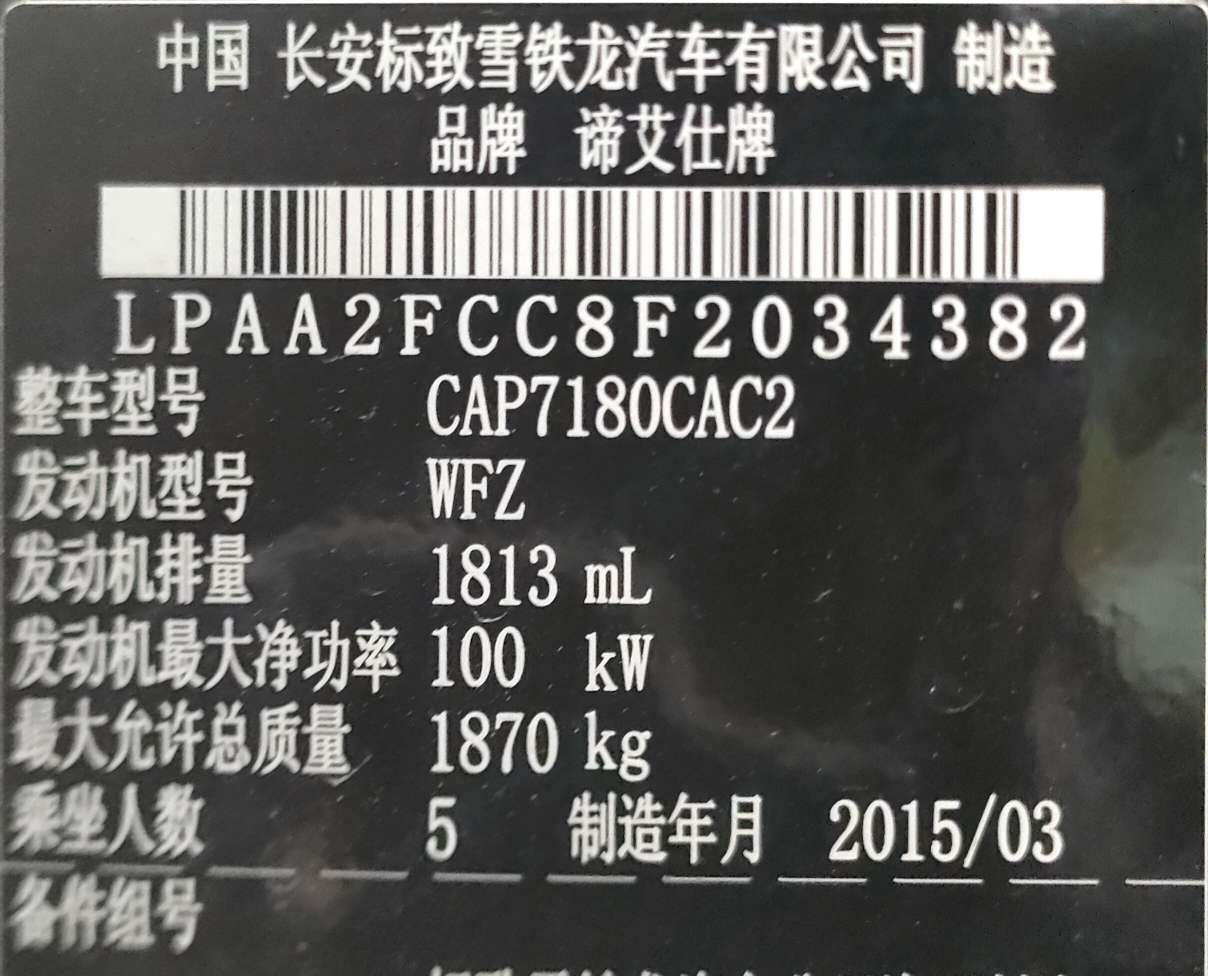 中国 长安标致雪铁龙汽车有限公司 制造
品牌 谛艾仕牌
LPAA2FCC8F2034382
整车型号 CAP7180CAC2
发动机型号 WFZ
发动机排量 1813 mL
发动机最大净功率 100 kW
最大允许总质量 1870 kg
乘坐人数 5 制造年月 2015/03
备件组号